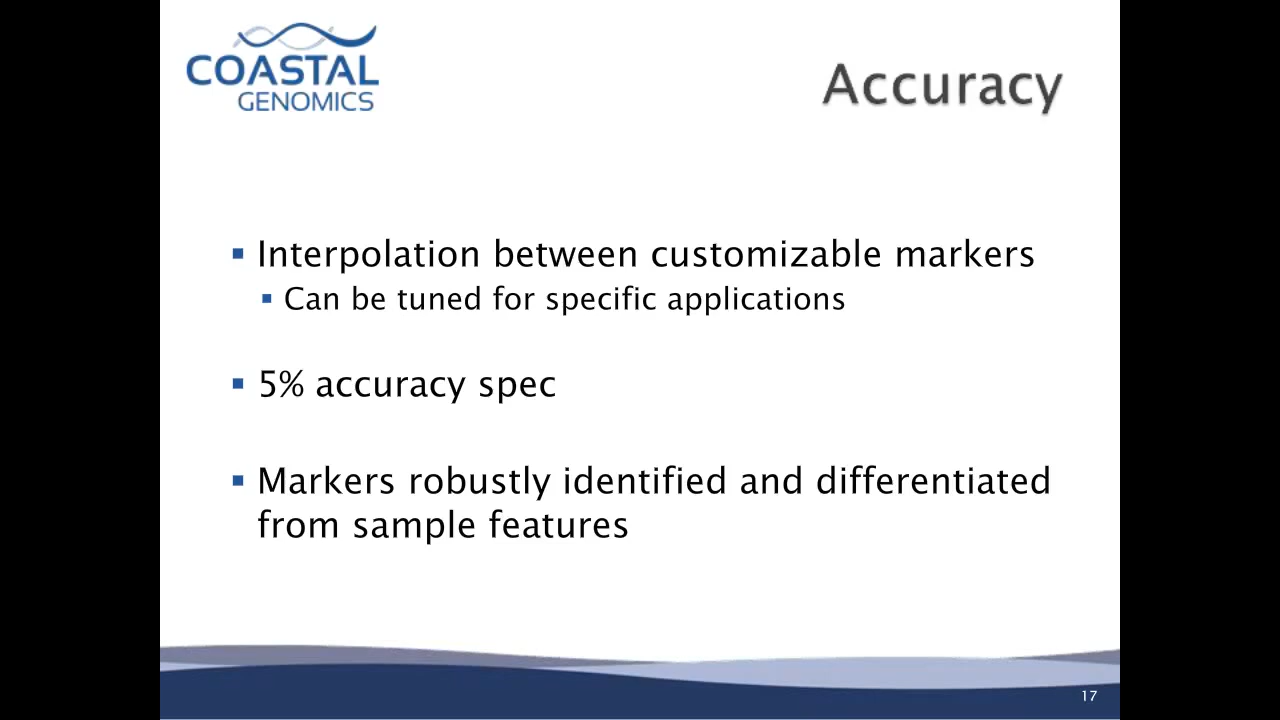 COASTAL
GENOMICS
Accuracy
Interpolation between customizable markers
Can be tuned for specific applications
5% accuracy spec
Markers robustly identified and differentiated
from sample features
17